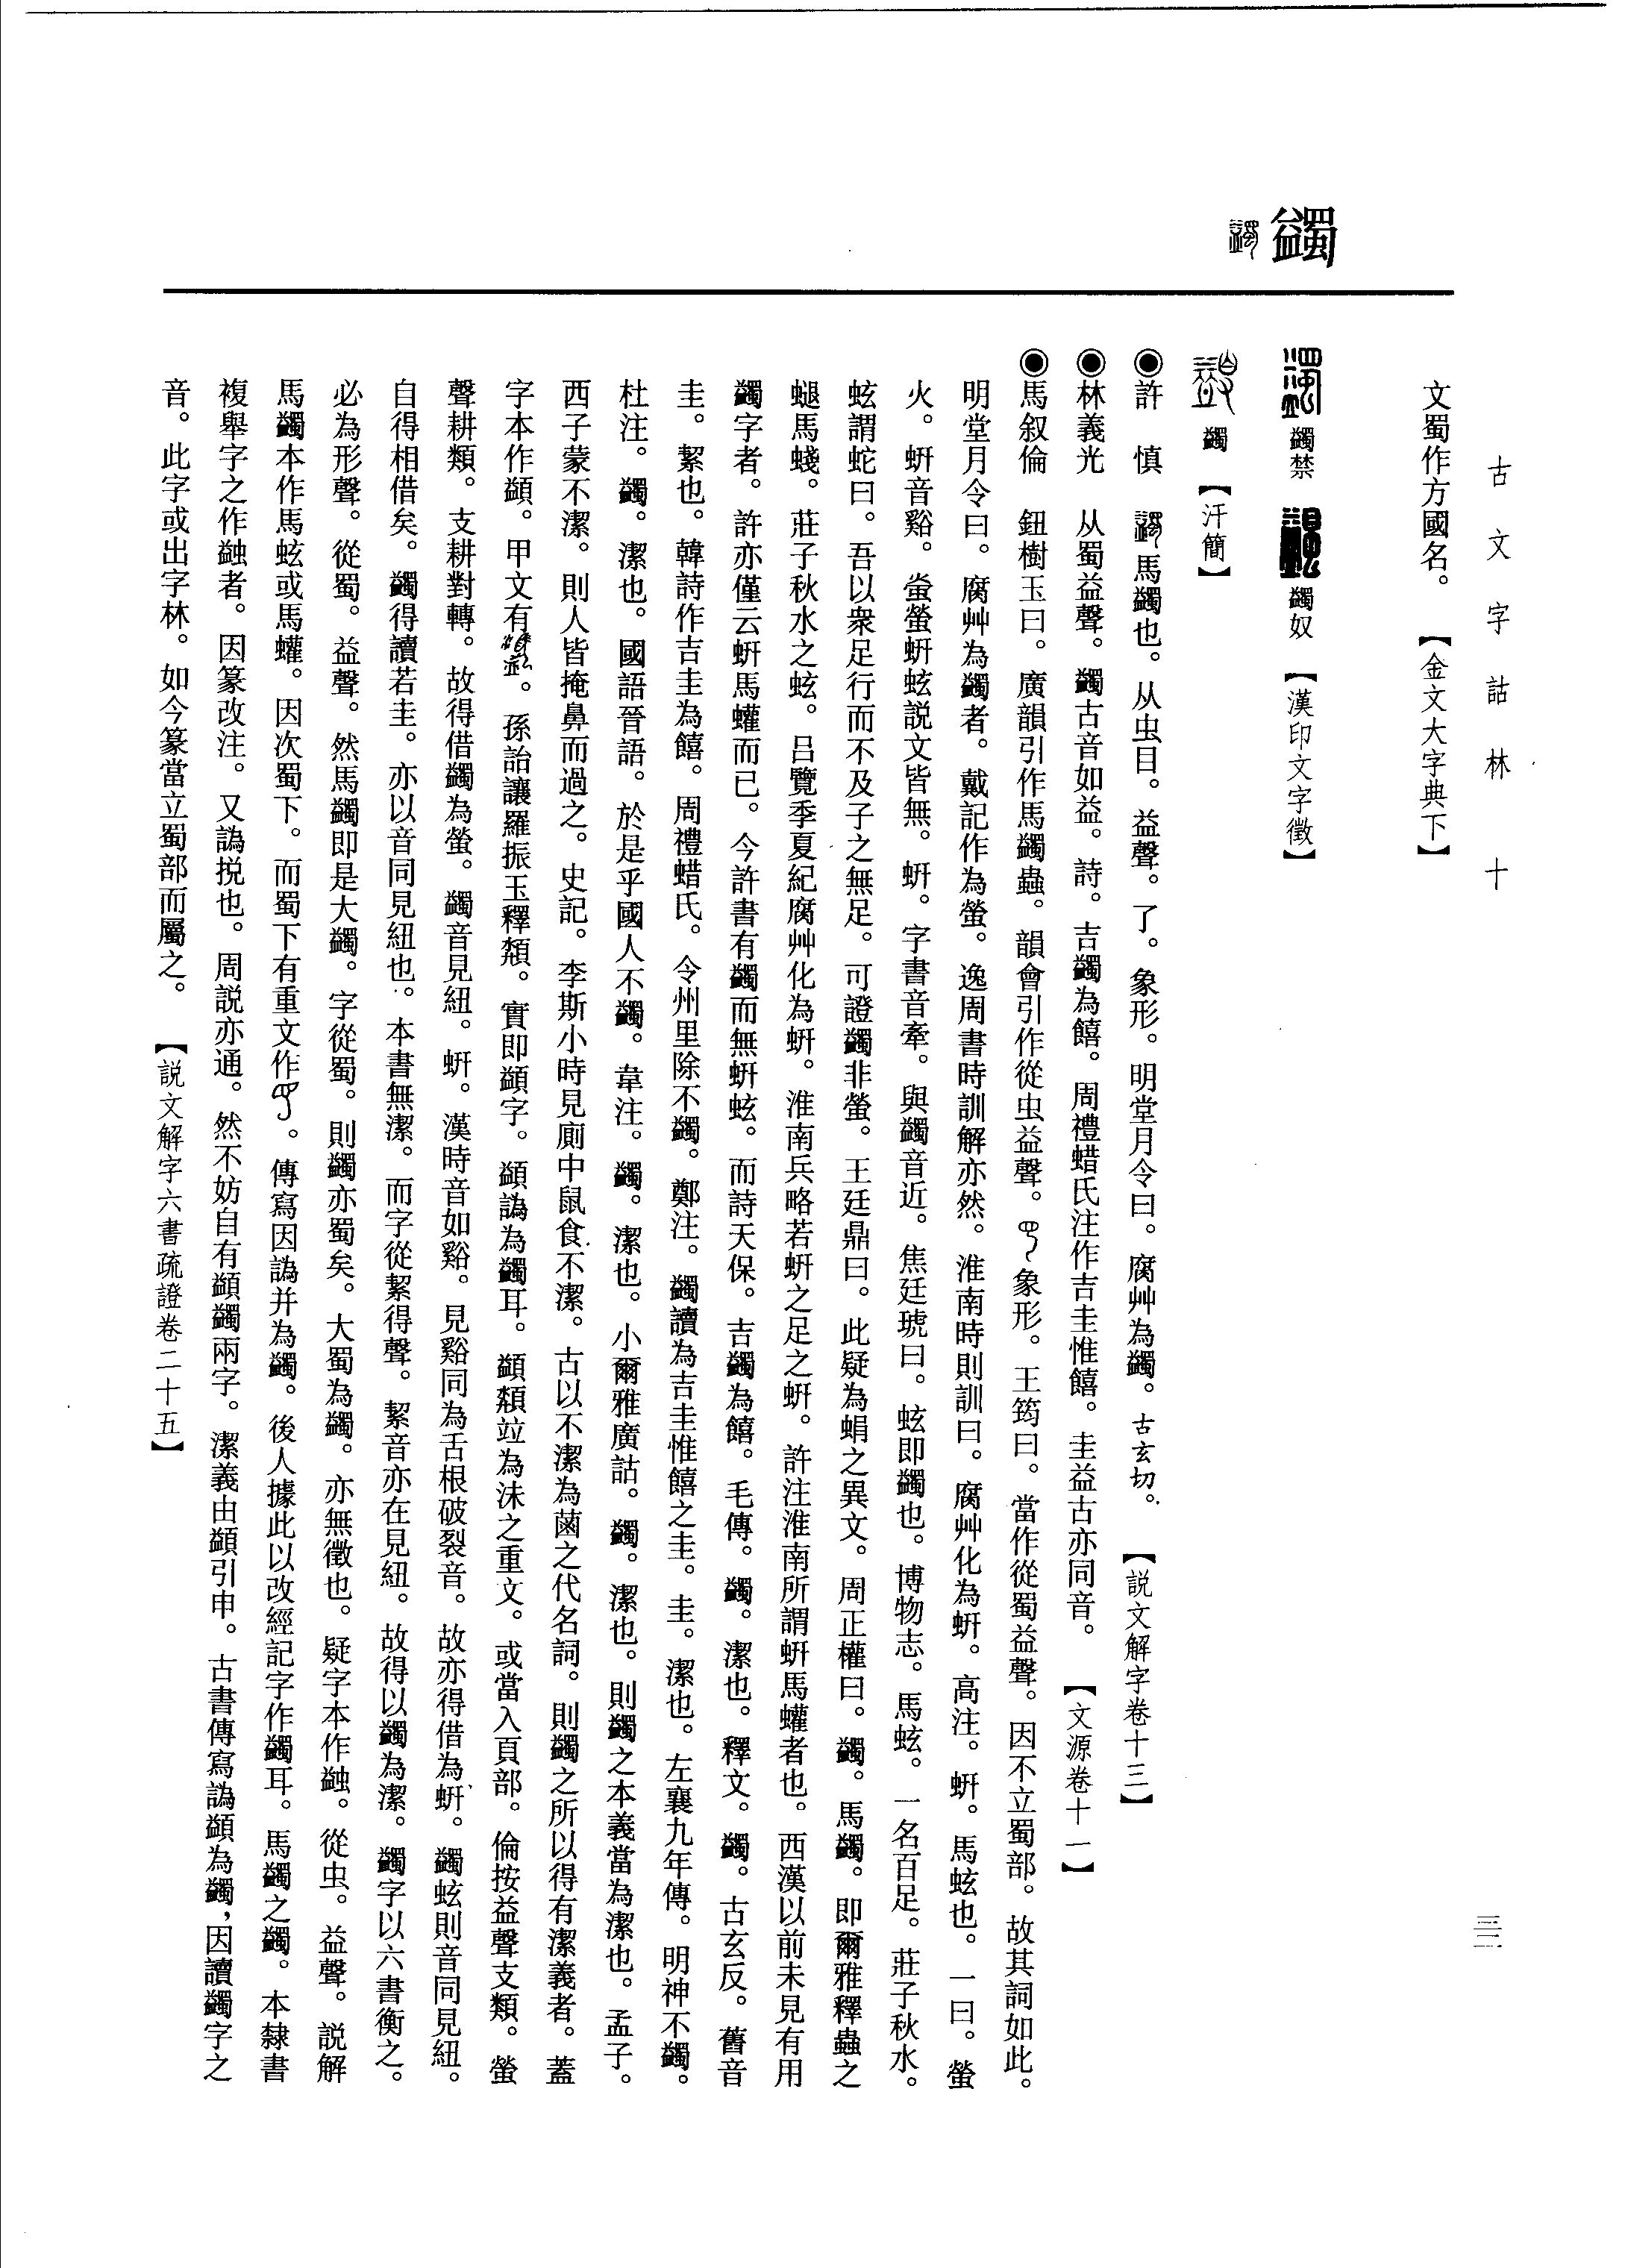 古文字詁林　十
三二
蠲
文蜀作方國名。　【金文大字典下】
蠲禁　蠲奴　【漢印文字徵】
蠲　【汗簡】
◉許　慎　馬蠲也。从虫目。益聲。了。象形。明堂月令曰。腐艸為蠲。古玄切。　【説文解字卷十三】
◉林義光　从蜀益聲。蠲古音如益。詩。吉蠲為饎。周禮蜡氏注作吉圭惟饎。圭益古亦同音。　【文源卷十一】
◉馬叙倫　鈕樹玉曰。廣韻引作馬蠲蟲。韻會引作從虫益聲。象形。王筠曰。當作從蜀益聲。因不立蜀部。故其詞如此。
明堂月令曰。腐艸為蠲者。戴記作為螢。逸周書時訓解亦然。淮南時則訓曰。腐艸化為蚈。高注。蚈。馬蚿也。一曰。螢
火。蚈音谿。螢蚈蚿説文皆無。蚈。字書音牽。與蠲音近。焦廷琥曰。蚿即蠲也。博物志。馬蚿。一名百足。莊子秋水。
蚿謂蛇曰。吾以衆足行而不及子之無足。可證蠲非螢。王廷鼎曰。此疑為蜎之異文。周正權曰。蠲。馬蠲。即爾雅釋蟲之
蝬馬蝬。莊子秋水之蚿。呂覽季夏紀腐艸化為蚈。淮南兵略若蚈之足之蚈。許注淮南所謂蚈馬蠸者也。西漢以前未見有用
蠲字者。許亦僅云蚈馬蠸而已。今許書有蠲而無蚈蚿。而詩天保。吉蠲為饎。毛傳。蠲。潔也。釋文。蠲。古玄反。舊音
圭。絜也。韓詩作吉圭為饎。周禮蜡氏。令州里除不蠲。鄭注。蠲讀為吉圭惟饎之圭。圭。潔也。左襄九年傳。明神不蠲。
杜注。蠲。潔也。國語晉語。於是乎國人不蠲。韋注。蠲。潔也。小爾雅廣詁。蠲。潔也。則蠲之本義當為潔也。孟子。
西子蒙不潔。則人皆掩鼻而過之。史記。李斯小時見廁中鼠食不潔。古以不潔為菌之代名詞。則蠲之所以得有潔義者。蓋
字本作𩔇。甲文有。孫詒讓羅振玉釋頮。實即𩔇字。𩔇譌為蠲耳。𩔇頮竝為沬之重文。或當入頁部。倫按益聲支類。螢
聲耕類。支耕對轉。故得借蠲為螢。蠲音見紐。蚈。漢時音如谿。見谿同為舌根破裂音。故亦得借為蚈。蠲蚿則音同見紐。
自得相借矣。蠲得讀若圭。亦以音同見紐也。本書無潔。而字從絜得聲。絜音亦在見紐。故得以蠲為潔。蠲字以六書衡之。
必為形聲。從蜀。益聲。然馬蠲即是大蠲。字從蜀。則蠲亦蜀矣。大蜀為蠲。亦無徵也。疑字本作䘌。從虫。益聲。説解
馬蠲本作馬蚿或馬蠸。因次蜀下。而蜀下有重文作。傳寫因譌并為蠲。後人據此以改經記字作蠲耳。馬蠲之蠲。本隸書
複舉字之作䘌者。因篆改注。又譌挩也。周説亦通。然不妨自有𩔇蠲兩字。潔義由𩔇引申。古書傳寫譌𩔇為蠲，因讀蠲字之
音。此字或出字林。如今篆當立蜀部而屬之。　【説文解字六書疏證卷二十五】